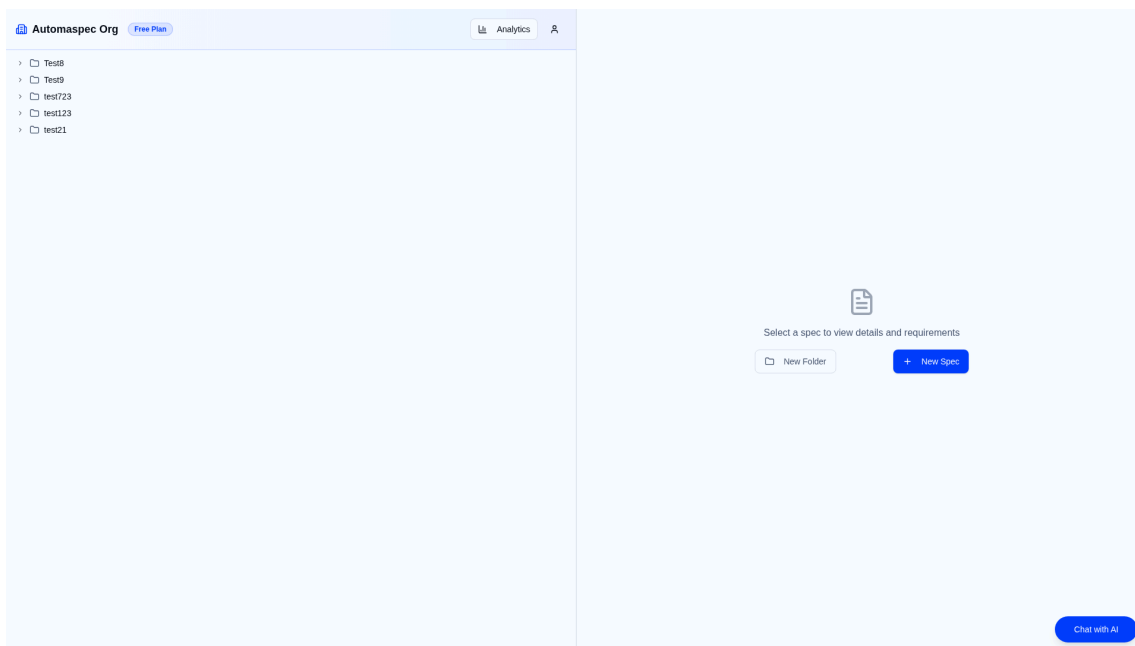 Automaspec Org
Free Plan
Analytics
Test8
Test9
test723
test123
test21
Select a spec to view details and requirements
New Folder
New Spec
Chat with AI